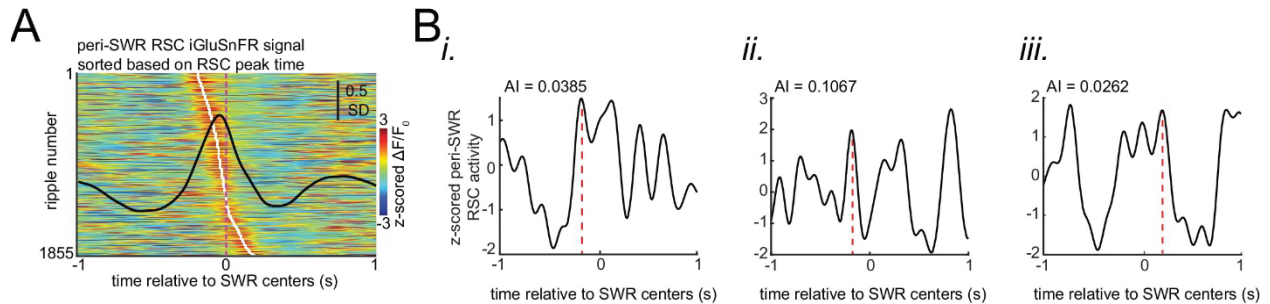 A
peri-SWR RSC iGluSnFR signal
sorted based on RSC peak time
1
ripple number
1855
0.5
SD
3
-3
z-scored ΔF/F0
-1
0
1
time relative to SWR centers (s)
B
i.
AI = 0.0385
z-scored peri-SWR
RSC activity
1
0
-1
-2
-1
0
1
time relative to SWR centers (s)
ii.
AI = 0.1067
3
2
1
0
-1
-2
-1
0
1
time relative to SWR centers (s)
iii.
AI = 0.0262
2
1
0
-1
-2
-1
0
1
time relative to SWR centers (s)